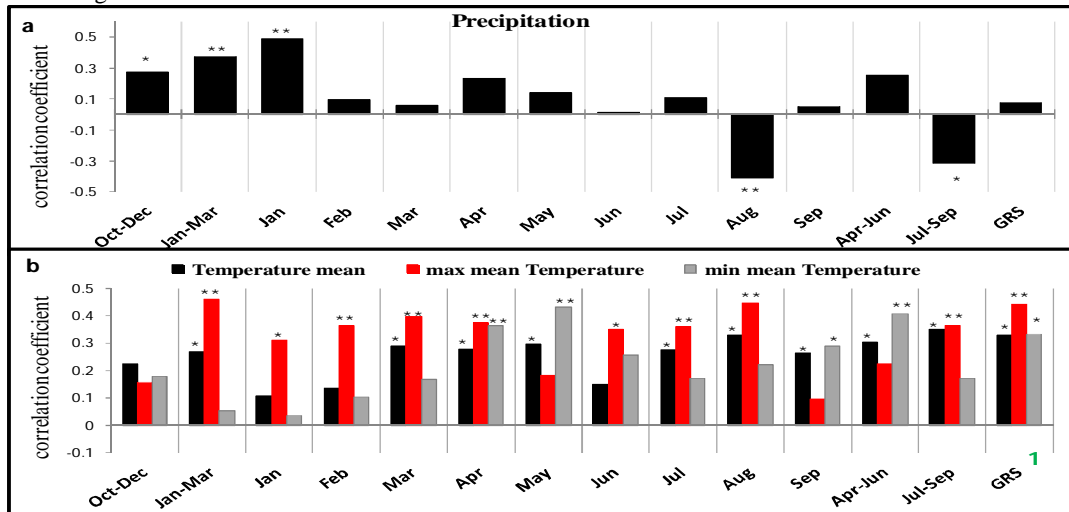 a
Precipitation
correlation coefficient
0.5
0.3
0.1
-0.1
-0.3
-0.5
*
**
**
**
*
Oct-Dec Jan-Mar Jan Feb Mar Apr May Jun Jul Aug Sep Apr-Jun Jul-Sep GRS
b
Temperature mean max mean Temperature min mean Temperature
correlation coefficient
0.5
0.4
0.3
0.2
0.1
0
-0.1
* ** * ** * ** * ** ** * ** * * ** * ** * * * ** * ** * ** *
1
Oct-Dec Jan-Mar Jan Feb Mar Apr May Jun Jul Aug Sep Apr-Jun Jul-Sep GRS